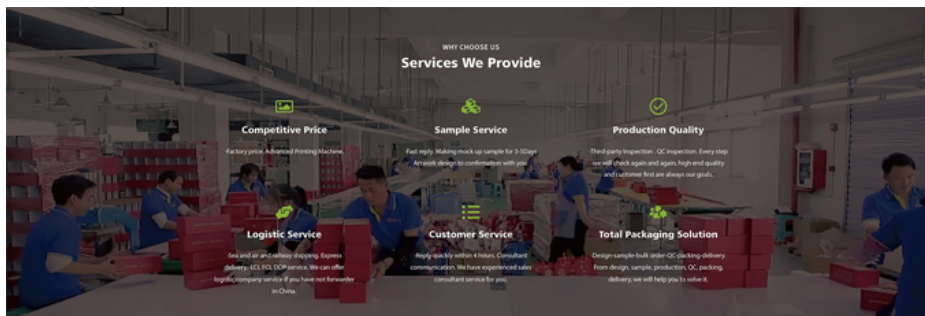 WHY CHOOSE US
Services We Provide
Competitive Price
Factory price. Advanced Printing Machine.
Sample Service
Fast reply. Making mock up sample for 3-5Days
Artwork design to confirmation with you
Production Quality
Third-party Inspection . QC inspection. Every step
we will check again and again, high end quality
and customer first are always our goals.
Logistic Service
Sea and air and railway shipping. Express
delivery. LCL FCL DDP service. We can offer
logistic company service if you have not forwarder
in China.
Customer Service
Reply quickly within 4 hours. Consultant
communication. We have experienced sales
consultant service for you.
Total Packaging Solution
Design-sample-bulk order-QC-packing-delivery.
From design, sample, production, QC, packing,
delivery, we will help you to solve it.